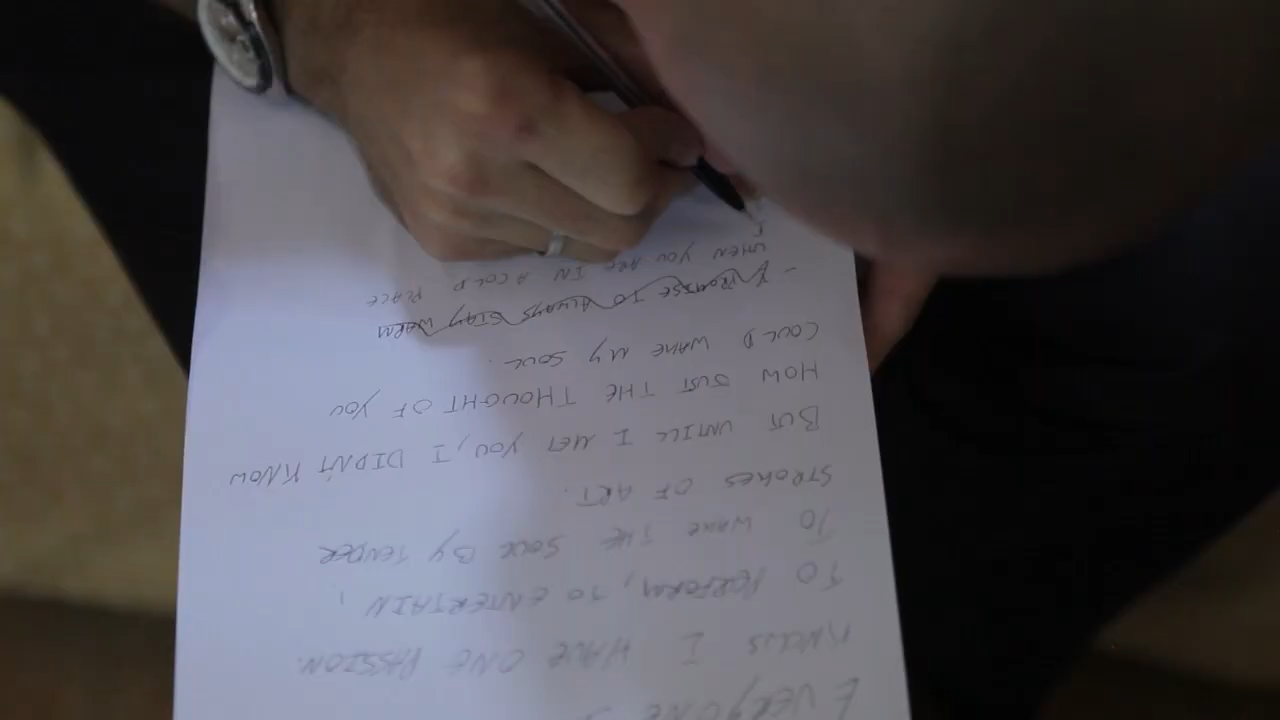 EVERYONE
KNOWS I HAVE ONE PASSION.
TO PERFORM, TO ENTERTAIN,
TO WAKE THE SOUL BY TENDER
STROKES OF ART.
BUT UNTILL I MET YOU, I DIDN'T KNOW
HOW JUST THE THOUGHT OF YOU
COULD WAKE MY SOUL.
- I PROMISE TO ALWAYS STAY WARM
WHEN YOU ARE IN A COLD PLACE